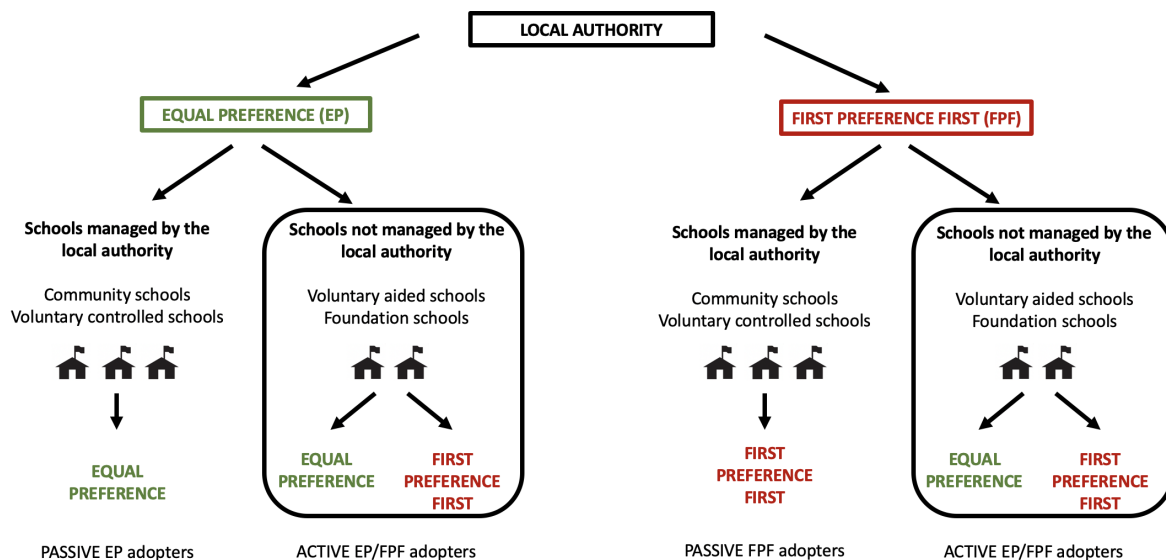 LOCAL AUTHORITY
EQUAL PREFERENCE (EP)
FIRST PREFERENCE FIRST (FPF)
Schools managed by the
local authority
Community schools
Voluntary controlled schools
EQUAL
PREFERENCE
PASSIVE EP adopters
Schools not managed by the
local authority
Voluntary aided schools
Foundation schools
EQUAL
PREFERENCE
FIRST
PREFERENCE
FIRST
ACTIVE EP/FPF adopters
Schools managed by the
local authority
Community schools
Voluntary controlled schools
FIRST
PREFERENCE
FIRST
PASSIVE FPF adopters
Schools not managed by the
local authority
Voluntary aided schools
Foundation schools
EQUAL
PREFERENCE
FIRST
PREFERENCE
FIRST
ACTIVE EP/FPF adopters